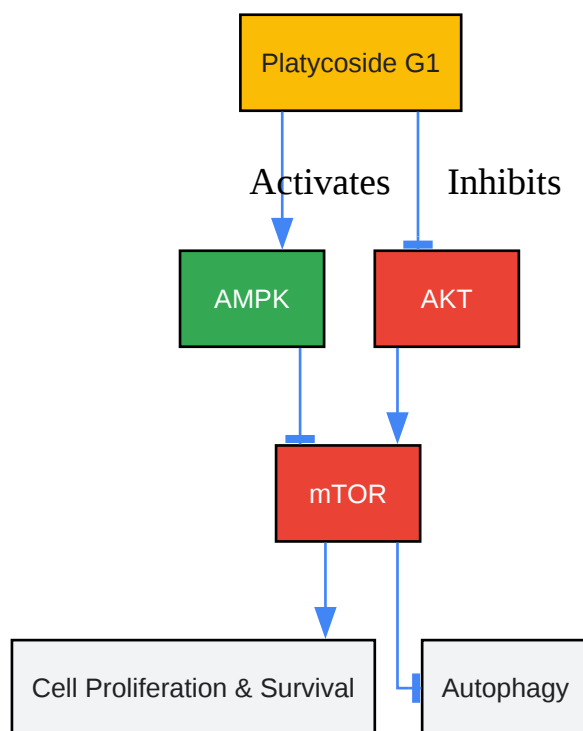 Platycoside G1
Activates
Inhibits
AMPK
AKT
mTOR
Cell Proliferation & Survival
Autophagy